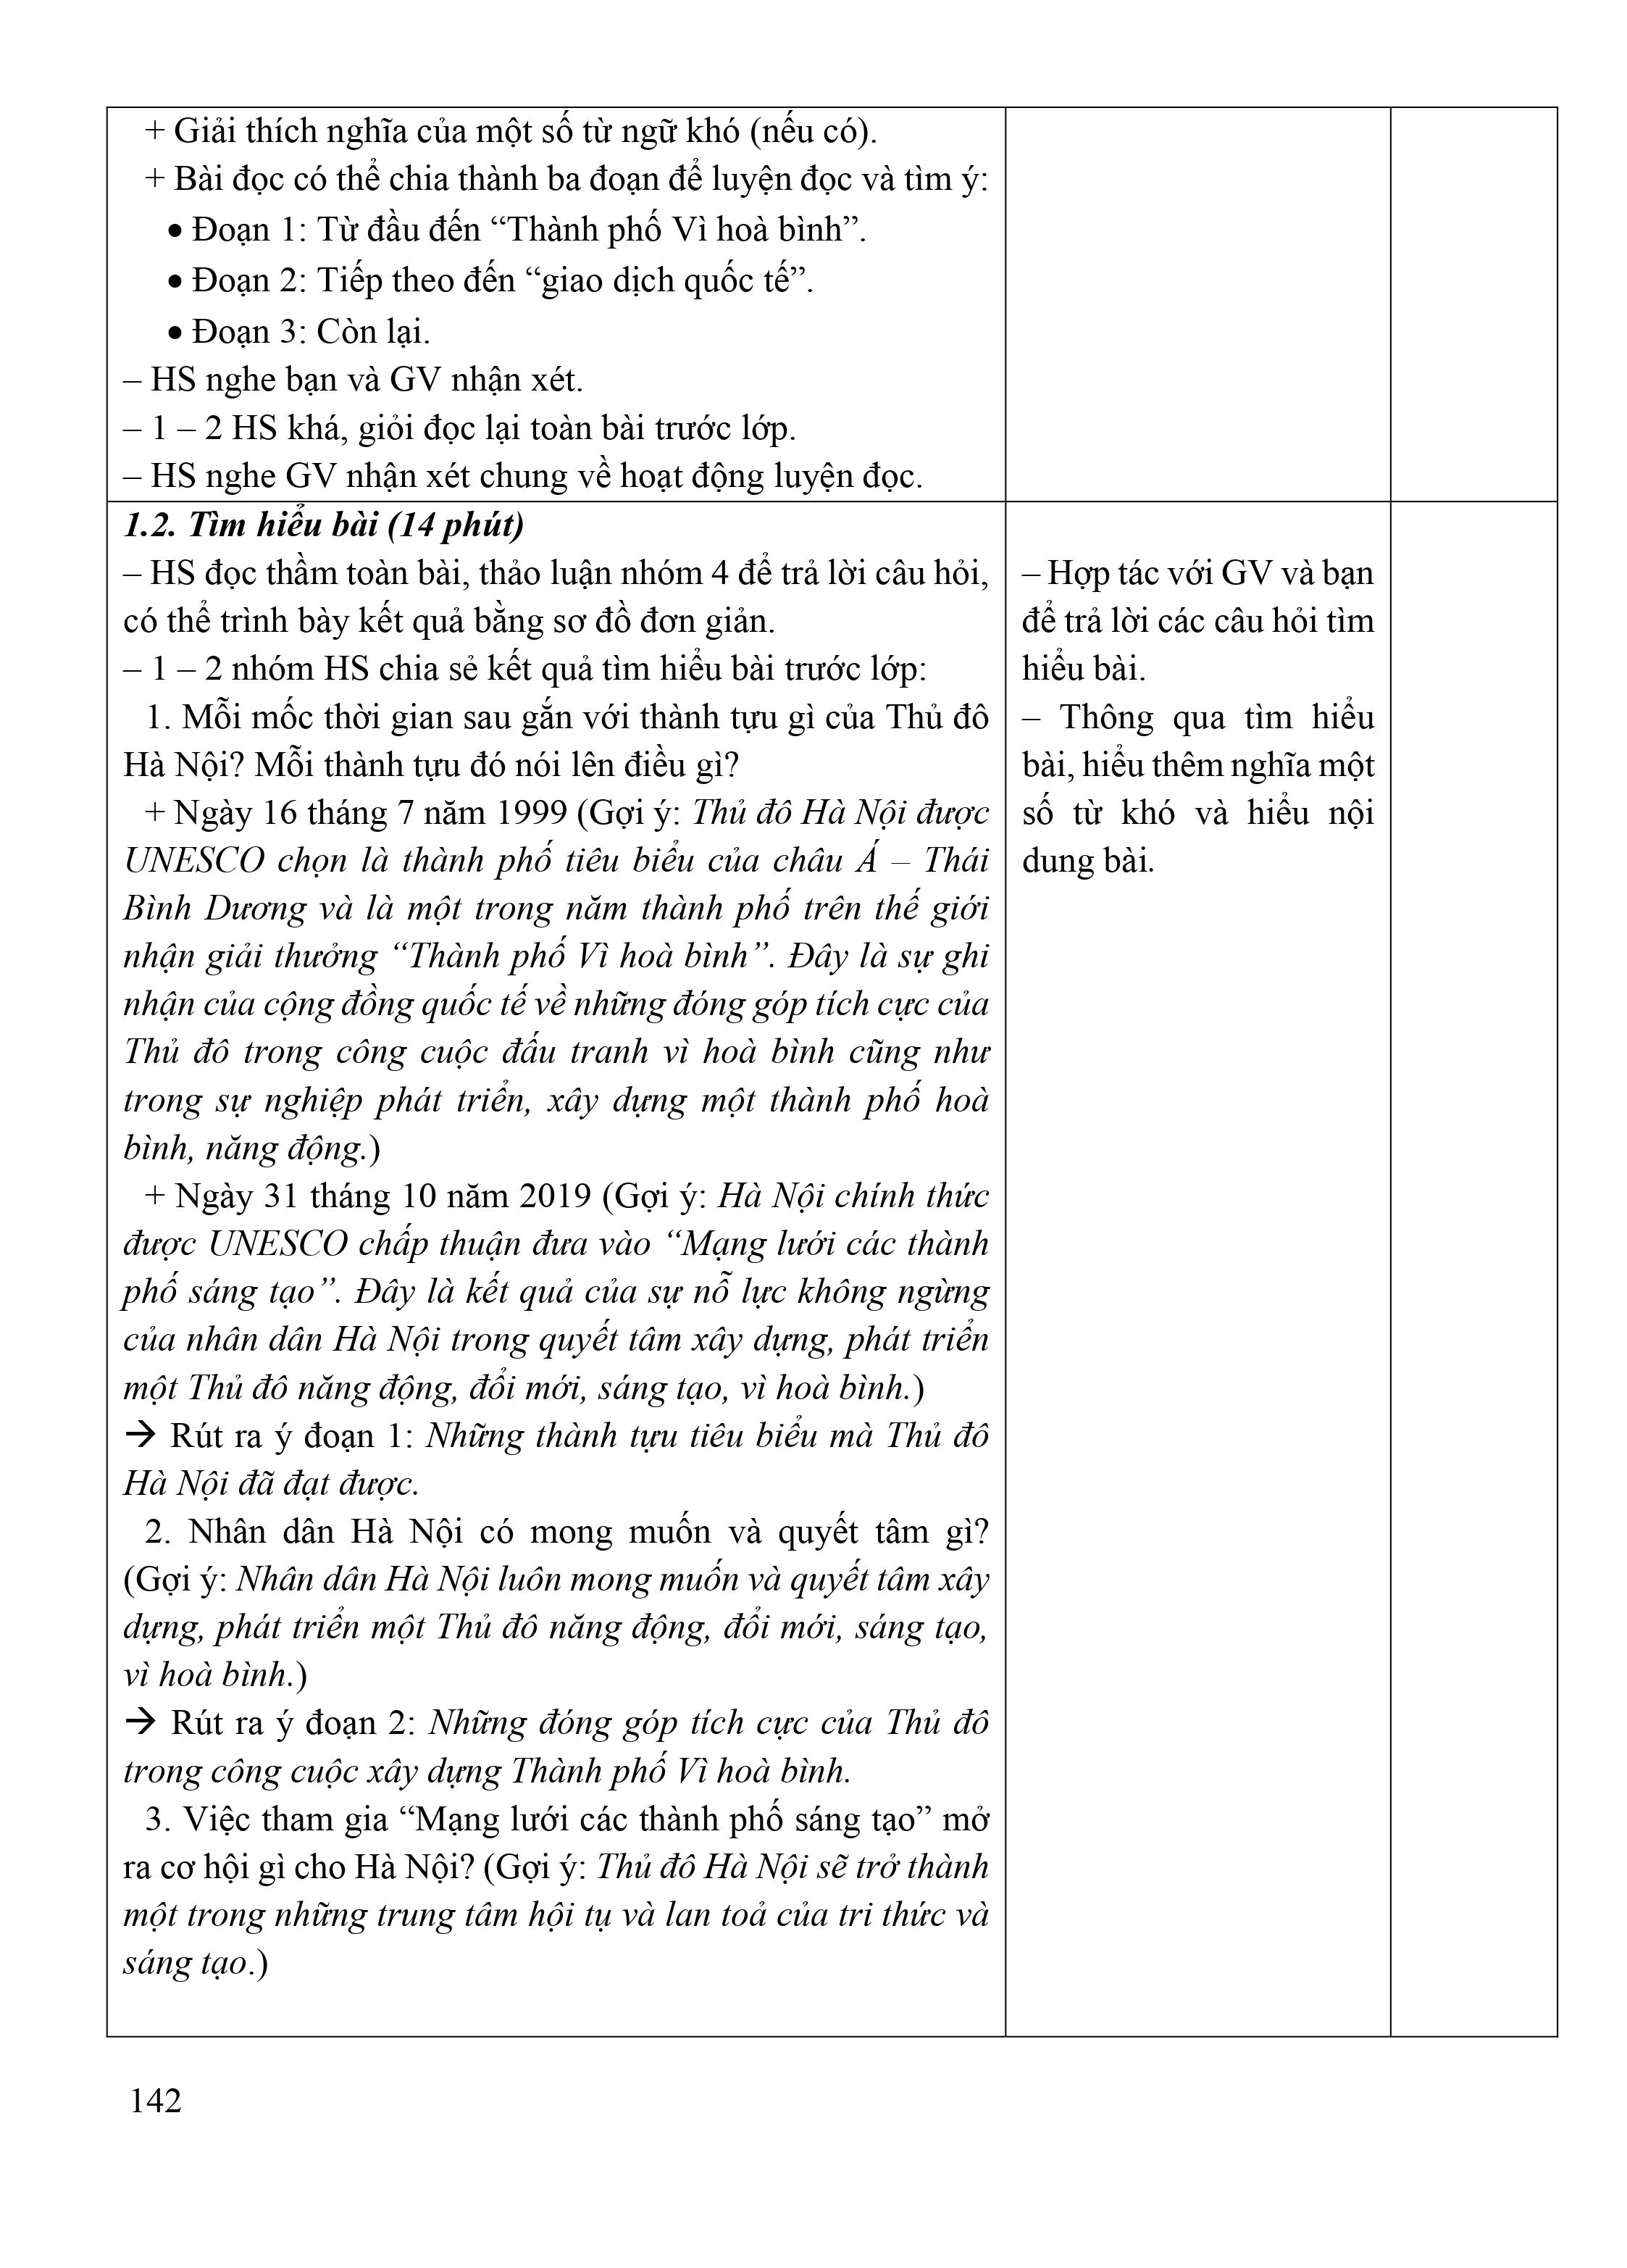 + Giải thích nghĩa của một số từ ngữ khó (nếu có).
+ Bài đọc có thể chia thành ba đoạn để luyện đọc và tìm ý:
• Đoạn 1: Từ đầu đến “Thành phố Vì hoà bình”.
• Đoạn 2: Tiếp theo đến “giao dịch quốc tế”.
• Đoạn 3: Còn lại.
– HS nghe bạn và GV nhận xét.
– 1 – 2 HS khá, giỏi đọc lại toàn bài trước lớp.
– HS nghe GV nhận xét chung về hoạt động luyện đọc.
1.2. Tìm hiểu bài (14 phút)
– HS đọc thầm toàn bài, thảo luận nhóm 4 để trả lời câu hỏi,
có thể trình bày kết quả bằng sơ đồ đơn giản.
– 1 – 2 nhóm HS chia sẻ kết quả tìm hiểu bài trước lớp:
1. Mỗi mốc thời gian sau gắn với thành tựu gì của Thủ đô
Hà Nội? Mỗi thành tựu đó nói lên điều gì?
+ Ngày 16 tháng 7 năm 1999 (Gợi ý: Thủ đô Hà Nội được
UNESCO chọn là thành phố tiêu biểu của châu Á – Thái
Bình Dương và là một trong năm thành phố trên thế giới
nhận giải thưởng “Thành phố Vì hoà bình”. Đây là sự ghi
nhận của cộng đồng quốc tế về những đóng góp tích cực của
Thủ đô trong công cuộc đấu tranh vì hoà bình cũng như
trong sự nghiệp phát triển, xây dựng một thành phố hoà
bình, năng động.)
+ Ngày 31 tháng 10 năm 2019 (Gợi ý: Hà Nội chính thức
được UNESCO chấp thuận đưa vào “Mạng lưới các thành
phố sáng tạo”. Đây là kết quả của sự nỗ lực không ngừng
của nhân dân Hà Nội trong quyết tâm xây dựng, phát triển
một Thủ đô năng động, đổi mới, sáng tạo, vì hoà bình.)
→ Rút ra ý đoạn 1: Những thành tựu tiêu biểu mà Thủ đô
Hà Nội đã đạt được.
2. Nhân dân Hà Nội có mong muốn và quyết tâm gì?
(Gợi ý: Nhân dân Hà Nội luôn mong muốn và quyết tâm xây
dựng, phát triển một Thủ đô năng động, đổi mới, sáng tạo,
vì hoà bình.)
→ Rút ra ý đoạn 2: Những đóng góp tích cực của Thủ đô
trong công cuộc xây dựng Thành phố Vì hoà bình.
3. Việc tham gia “Mạng lưới các thành phố sáng tạo” mở
ra cơ hội gì cho Hà Nội? (Gợi ý: Thủ đô Hà Nội sẽ trở thành
một trong những trung tâm hội tụ và lan toả của tri thức và
sáng tạo.)
– Hợp tác với GV và bạn
để trả lời các câu hỏi tìm
hiểu bài.
– Thông qua tìm hiểu
bài, hiểu thêm nghĩa một
số từ khó và hiểu nội
dung bài.
142